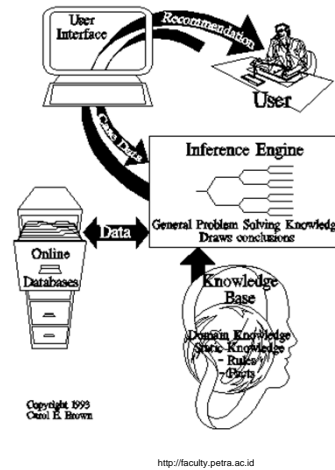 User
Interface
Recommendation
User
Case Data
Inference Engine
General Problem Solving Knowledge
Draws conclusions
Data
Online
Databases
Knowledge
Base
Domain Knowledge
Static Knowledge
- Rules
- Facts
Copyright 1993
Carol E. Brown
http://faculty.petra.ac.id